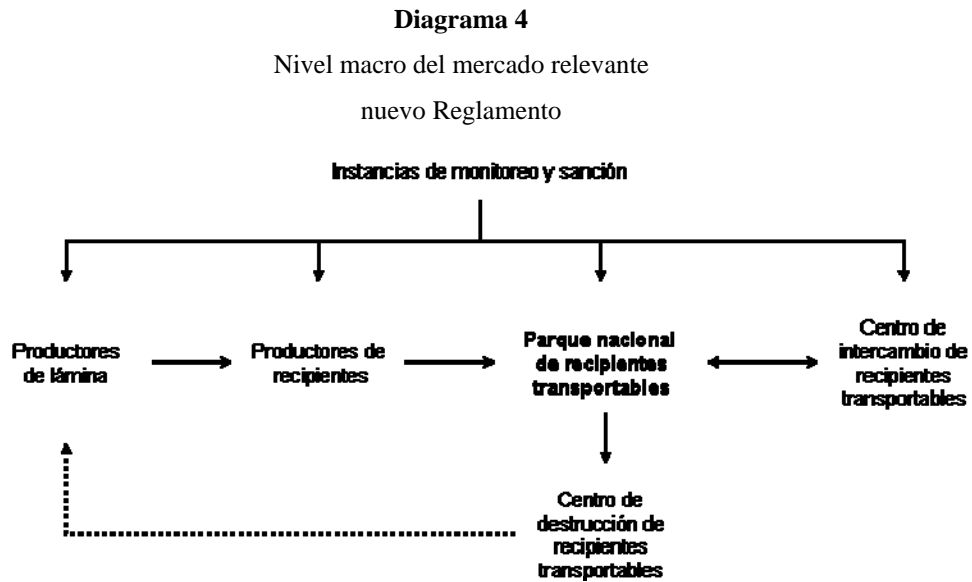 Diagrama 4
Nivel macro del mercado relevante
nuevo Reglamento
Instancias de monitoreo y sanción
Productores
de lámina
Productores de
recipientes
Parque nacional
de recipientes
transportables
Centro de
intercambio de
recipientes
transportables
Centro de
destrucción de
recipientes
transportables